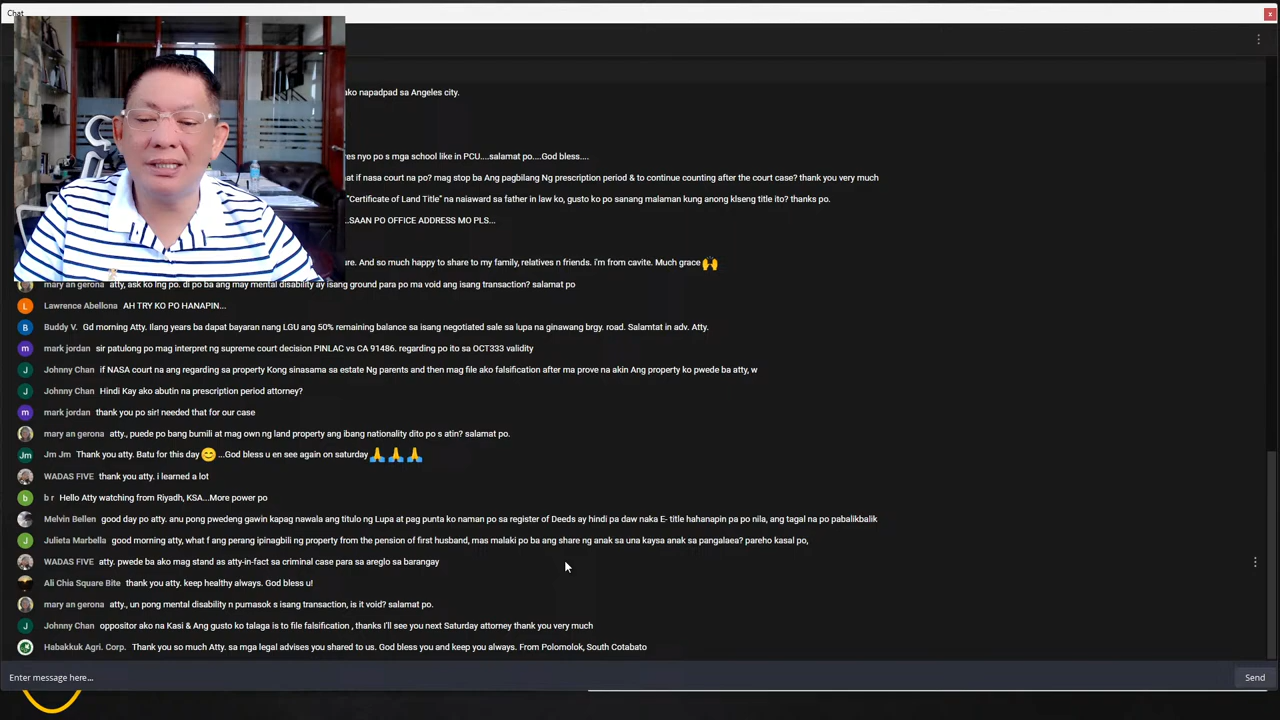 Chat
ako napadpad sa Angeles city.
res nyo po s mga school like in PCU....salamat po....God bless....
at if nasa court na po? mag stop ba Ang pagbilang Ng prescription period & to continue counting after the court case? thank you very much
"Certificate of Land Title" na naiaward sa father in law ko, gusto ko po sanang malaman kung anong klseng title ito? thanks po.
...SAAN PO OFFICE ADDRESS MO PLS...
ure. And so much happy to share to my family, relatives n friends. i'm from cavite. Much grace 🙌
mary an gerona atty, ask ko lng po. di po ba ang may mental disability ay isang ground para po ma void ang isang transaction? salamat po
L Lawrence Abellona AH TRY KO PO HANAPIN...
B Buddy V. Gd morning Atty. Ilang years ba dapat bayaran nang LGU ang 50% remaining balance sa isang negotiated sale sa lupa na ginawang brgy. road. Salamtat in adv. Atty.
m mark jordan sir patulong po mag interpret ng supreme court decision PINLAC vs CA 91486. regarding po ito sa OCT333 validity
J Johnny Chan if NASA court na ang regarding sa property Kong sinasama sa estate Ng parents and then mag file ako falsification after ma prove na akin Ang property ko pwede ba atty, w
J Johnny Chan Hindi Kay ako abutin na prescription period attorney?
m mark jordan thank you po sir! needed that for our case
mary an gerona atty., puede po bang bumili at mag own ng land property ang ibang nationality dito po s atin? salamat po.
Jm Jm Jm Thank you atty. Batu for this day 😊 ...God bless u en see again on saturday 🙏 🙏 🙏
WADAS FIVE thank you atty. i learned a lot
b b r Hello Atty watching from Riyadh, KSA...More power po
Melvin Bellen good day po atty. anu pong pwedeng gawin kapag nawala ang titulo ng Lupa at pag punta ko naman po sa register of Deeds ay hindi pa daw naka E- title hahanapin pa po nila, ang tagal na po pabalikbalik
J Julieta Marbella good morning atty, what f ang perang ipinagbili ng property from the pension of first husband, mas malaki po ba ang share ng anak sa una kaysa anak sa pangalaea? pareho kasal po,
WADAS FIVE atty. pwede ba ako mag stand as atty-in-fact sa criminal case para sa areglo sa barangay
Ali Chia Square Bite thank you atty. keep healthy always. God bless u!
mary an gerona atty., un pong mental disability n pumasok s isang transaction, is it void? salamat po.
J Johnny Chan oppositor ako na Kasi & Ang gusto ko talaga is to file falsification , thanks I'll see you next Saturday attorney thank you very much
Habakkuk Agri. Corp. Thank you so much Atty. sa mga legal advises you shared to us. God bless you and keep you always. From Polomolok, South Cotabato
Enter message here...
Send